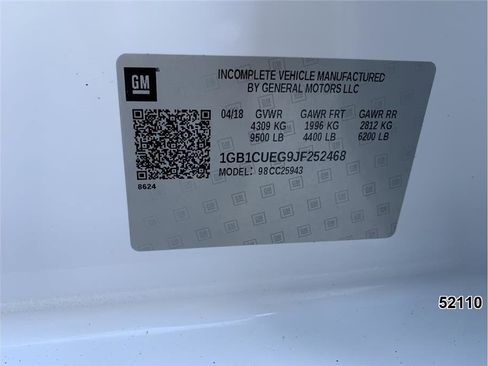 GM
INCOMPLETE VEHICLE MANUFACTURED
BY GENERAL MOTORS LLC
04/18 GVWR GAWR FRT GAWR RR
4309 KG 1996 KG 2812 KG
9500 LB 4400 LB 6200 LB
1GB1CUEG9JF252468
MODEL: 98CC25943
8624
52110